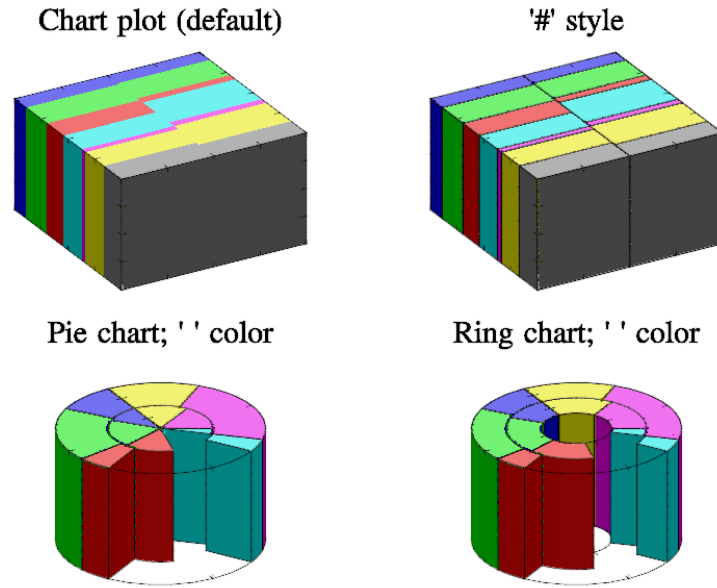 Chart plot (default)
'#' style
Pie chart; ' ' color
Ring chart; ' ' color